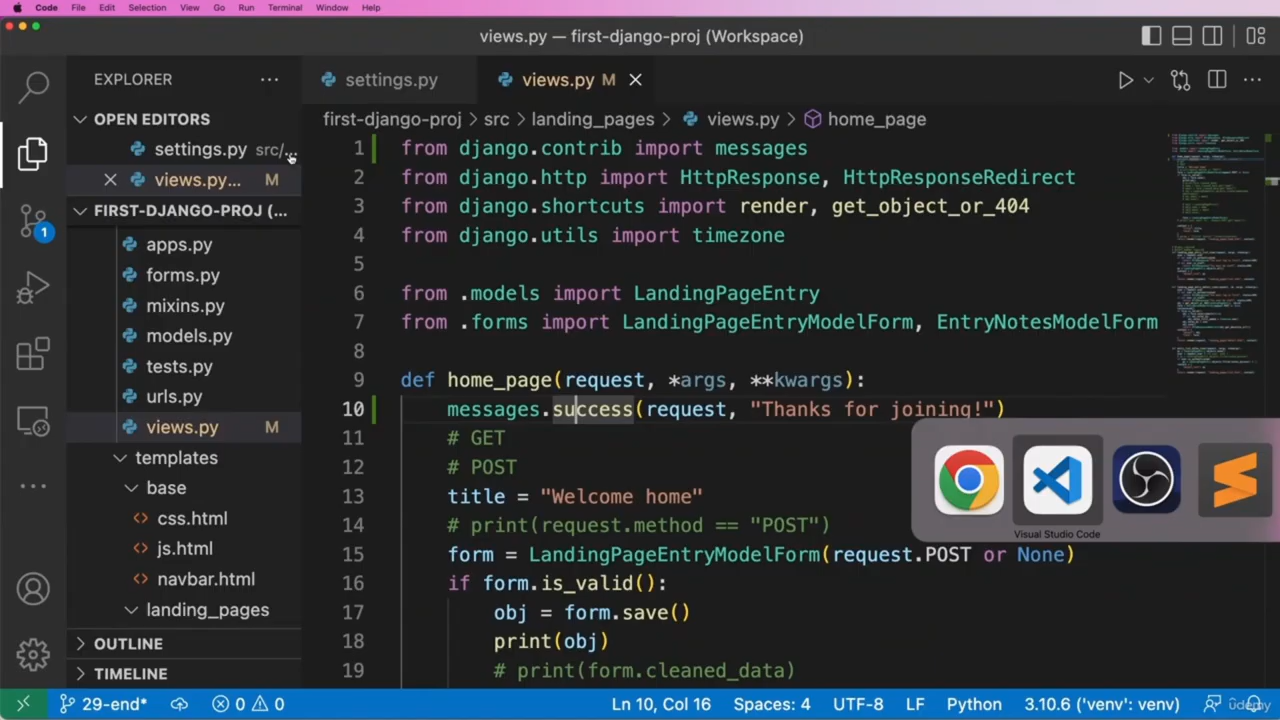 Code File Edit Selection View Go Run Terminal Window Help
views.py — first-django-proj (Workspace)
EXPLORER
settings.py
views.py M
OPEN EDITORS
settings.py src/...
views.py... M
FIRST-DJANGO-PROJ (...
apps.py
forms.py
mixins.py
models.py
tests.py
urls.py
views.py M
templates
base
css.html
js.html
navbar.html
landing_pages
OUTLINE
TIMELINE
1
first-django-proj > src > landing_pages > views.py > home_page
1 from django.contrib import messages
2 from django.http import HttpResponse, HttpResponseRedirect
3 from django.shortcuts import render, get_object_or_404
4 from django.utils import timezone
5
6 from .models import LandingPageEntry
7 from .forms import LandingPageEntryModelForm, EntryNotesModelForm
8
9 def home_page(request, *args, **kwargs):
10 messages.success(request, "Thanks for joining!")
11 # GET
12 # POST
13 title = "Welcome home"
14 # print(request.method == "POST")
15 form = LandingPageEntryModelForm(request.POST or None)
16 if form.is_valid():
17 obj = form.save()
18 print(obj)
19 # print(form.cleaned_data)
Visual Studio Code
29-end* 0 0 Ln 10, Col 16 Spaces: 4 UTF-8 LF Python 3.10.6 ('venv': venv)
udemy